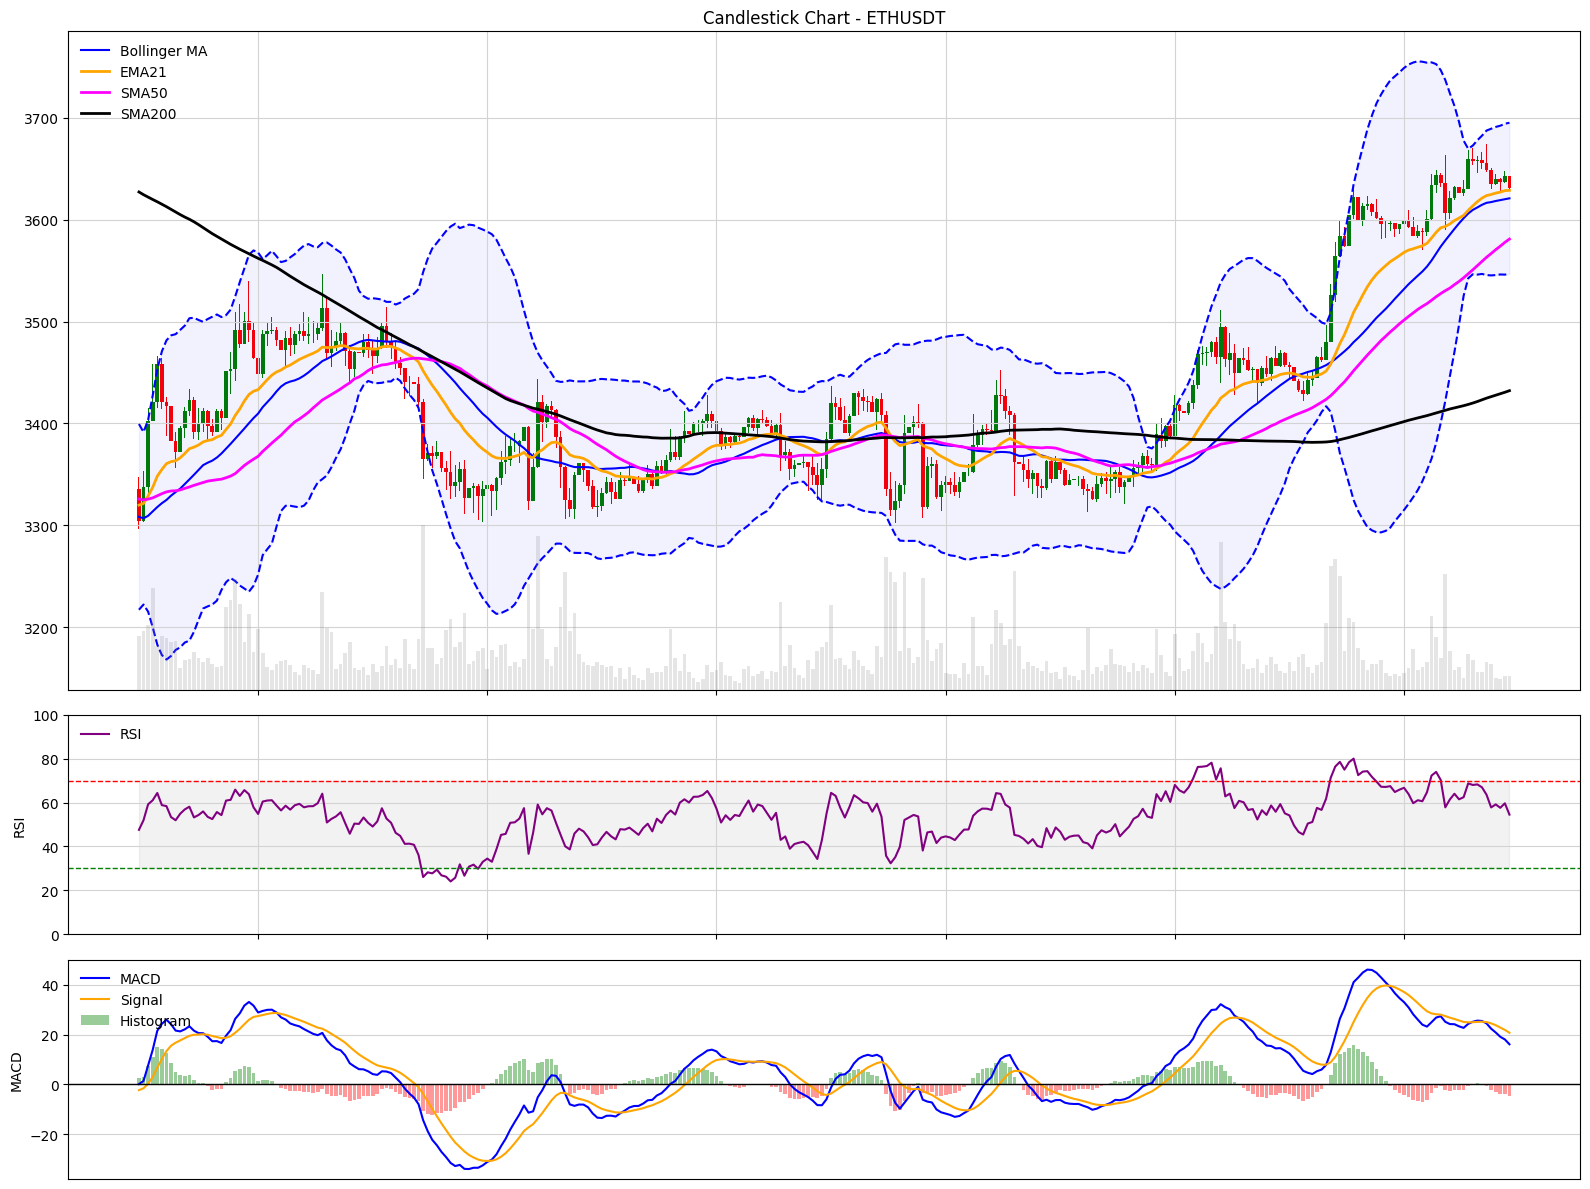 Candlestick Chart - ETHUSDT
Bollinger MA
EMA21
SMA50
SMA200
3700
3600
3500
3400
3300
3200
RSI
100
80
60
40
20
0
RSI
MACD
Signal
Histogram
40
20
0
−20
MACD